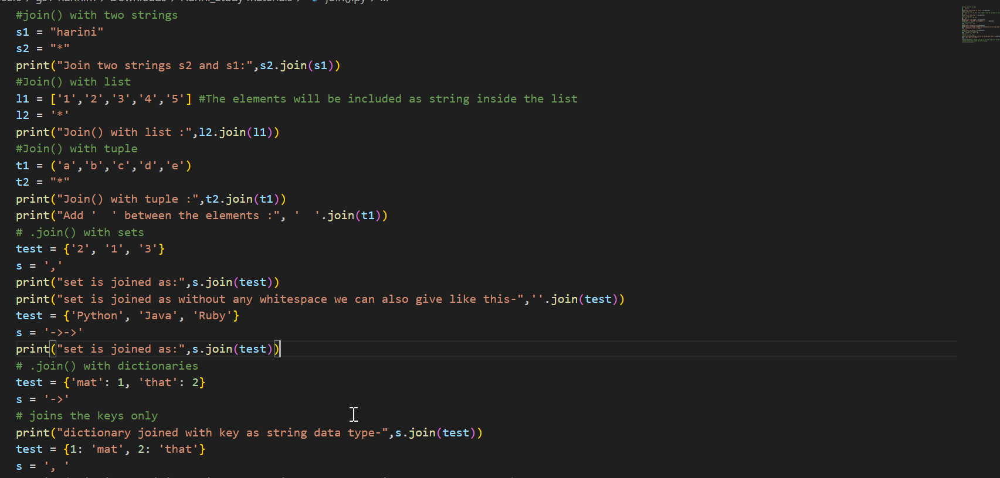 #join() with two strings
s1 = "harini"
s2 = "*"
print("Join two strings s2 and s1:",s2.join(s1))
#Join() with list
l1 = ['1','2','3','4','5'] #The elements will be included as string inside the list
l2 = '*'
print("Join() with list :",l2.join(l1))
#Join() with tuple
t1 = ('a','b','c','d','e')
t2 = "*"
print("Join() with tuple :",t2.join(t1))
print("Add '  ' between the elements :", '  '.join(t1))
# .join() with sets
test = {'2', '1', '3'}
s = ','
print("set is joined as:",s.join(test))
print("set is joined as without any whitespace we can also give like this-",''.join(test))
test = {'Python', 'Java', 'Ruby'}
s = '->->'
print("set is joined as:",s.join(test))
# .join() with dictionaries
test = {'mat': 1, 'that': 2}
s = '->'
# joins the keys only
print("dictionary joined with key as string data type-",s.join(test))
test = {1: 'mat', 2: 'that'}
s = ', '